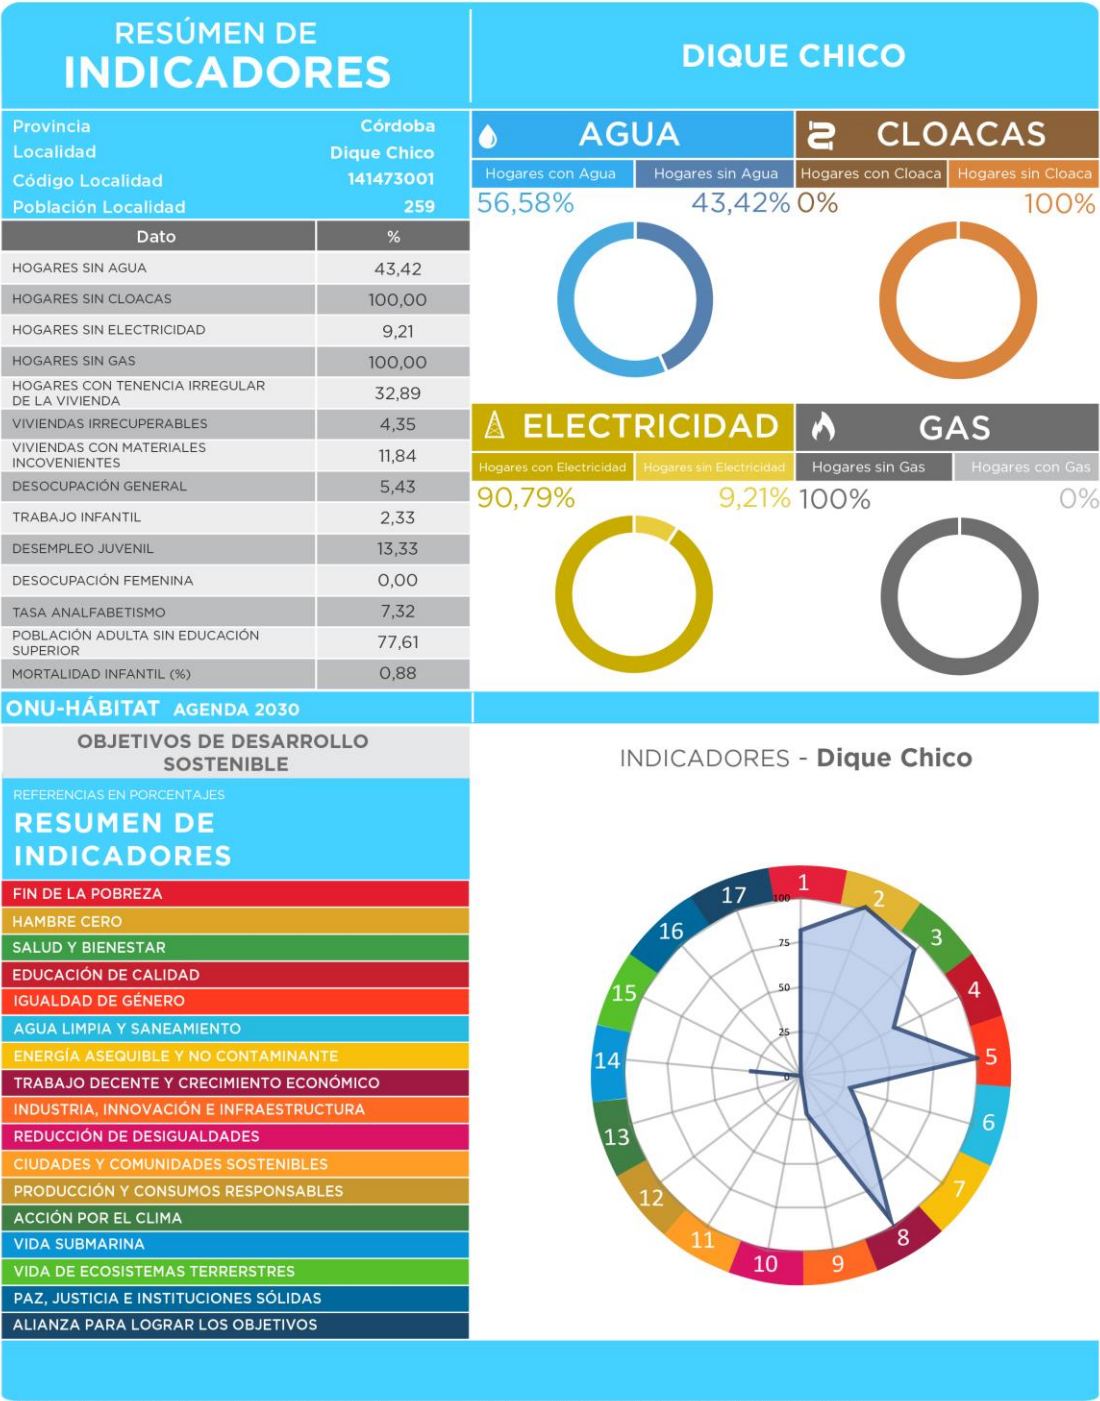 RESÚMEN DE
INDICADORES
DIQUE CHICO
Provincia Córdoba
Localidad Dique Chico
Código Localidad 141473001
Población Localidad 259
Dato %
HOGARES SIN AGUA 43,42
HOGARES SIN CLOACAS 100,00
HOGARES SIN ELECTRICIDAD 9,21
HOGARES SIN GAS 100,00
HOGARES CON TENENCIA IRREGULAR
DE LA VIVIENDA 32,89
VIVIENDAS IRRECUPERABLES 4,35
VIVIENDAS CON MATERIALES
INCOVENIENTES 11,84
DESOCUPACIÓN GENERAL 5,43
TRABAJO INFANTIL 2,33
DESEMPLEO JUVENIL 13,33
DESOCUPACIÓN FEMENINA 0,00
TASA ANALFABETISMO 7,32
POBLACIÓN ADULTA SIN EDUCACIÓN
SUPERIOR 77,61
MORTALIDAD INFANTIL (%) 0,88
AGUA
Hogares con Agua Hogares sin Agua
56,58% 43,42%
CLOACAS
Hogares con Cloaca Hogares sin Cloaca
0% 100%
ELECTRICIDAD
Hogares con Electricidad Hogares sin Electricidad
90,79% 9,21%
GAS
Hogares sin Gas Hogares con Gas
100% 0%
ONU-HÁBITAT AGENDA 2030
OBJETIVOS DE DESARROLLO
SOSTENIBLE
REFERENCIAS EN PORCENTAJES
RESUMEN DE
INDICADORES
FIN DE LA POBREZA
HAMBRE CERO
SALUD Y BIENESTAR
EDUCACIÓN DE CALIDAD
IGUALDAD DE GÉNERO
AGUA LIMPIA Y SANEAMIENTO
ENERGÍA ASEQUIBLE Y NO CONTAMINANTE
TRABAJO DECENTE Y CRECIMIENTO ECONÓMICO
INDUSTRIA, INNOVACIÓN E INFRAESTRUCTURA
REDUCCIÓN DE DESIGUALDADES
CIUDADES Y COMUNIDADES SOSTENIBLES
PRODUCCIÓN Y CONSUMOS RESPONSABLES
ACCIÓN POR EL CLIMA
VIDA SUBMARINA
VIDA DE ECOSISTEMAS TERRERSTRES
PAZ, JUSTICIA E INSTITUCIONES SÓLIDAS
ALIANZA PARA LOGRAR LOS OBJETIVOS
INDICADORES - Dique Chico
1
2
3
4
5
6
7
8
9
10
11
12
13
14
15
16
17
100
75
50
25
0